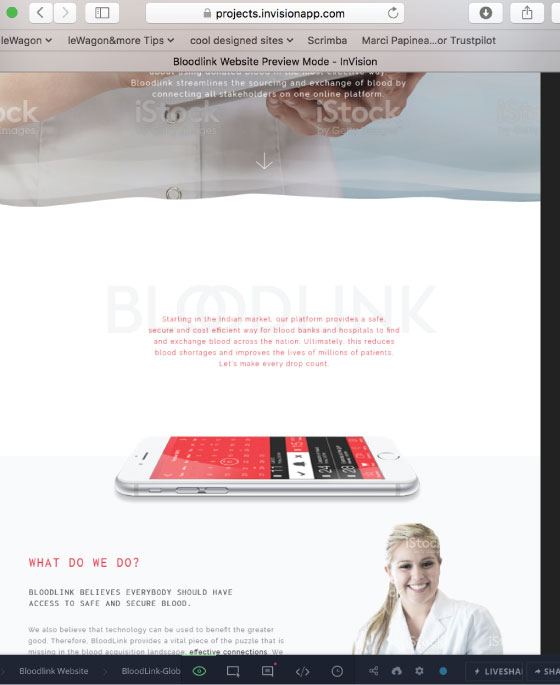 projects.invisionapp.com
leWagon
leWagon&more Tips
cool designed sites
Scrimba
Marci Papinea...or Trustpilot
Bloodlink Website Preview Mode - InVision
about using donated blood in the most effective way
Bloodlink streamlines the sourcing and exchange of blood by
connecting all stakeholders on one online platform.
iStock
iStock
iStock
BLOODLINK
Starting in the Indian market, our platform provides a safe,
secure and cost efficient way for blood banks and hospitals to find
and exchange blood across the nation. Ultimately, this reduces
blood shortages and improves the lives of millions of patients.
Let's make every drop count.
11
15
24
28
iStock
WHAT DO WE DO?
BLOODLINK BELIEVES EVERYBODY SHOULD HAVE
ACCESS TO SAFE AND SECURE BLOOD.
We also believe that technology can be used to benefit the greater
good. Therefore, BloodLink provides a vital piece of the puzzle that is
missing in the blood acquisition landscape: effective connections. We
iStock
Bloodlink Website
BloodLink-Glob
LIVESHA
SHA